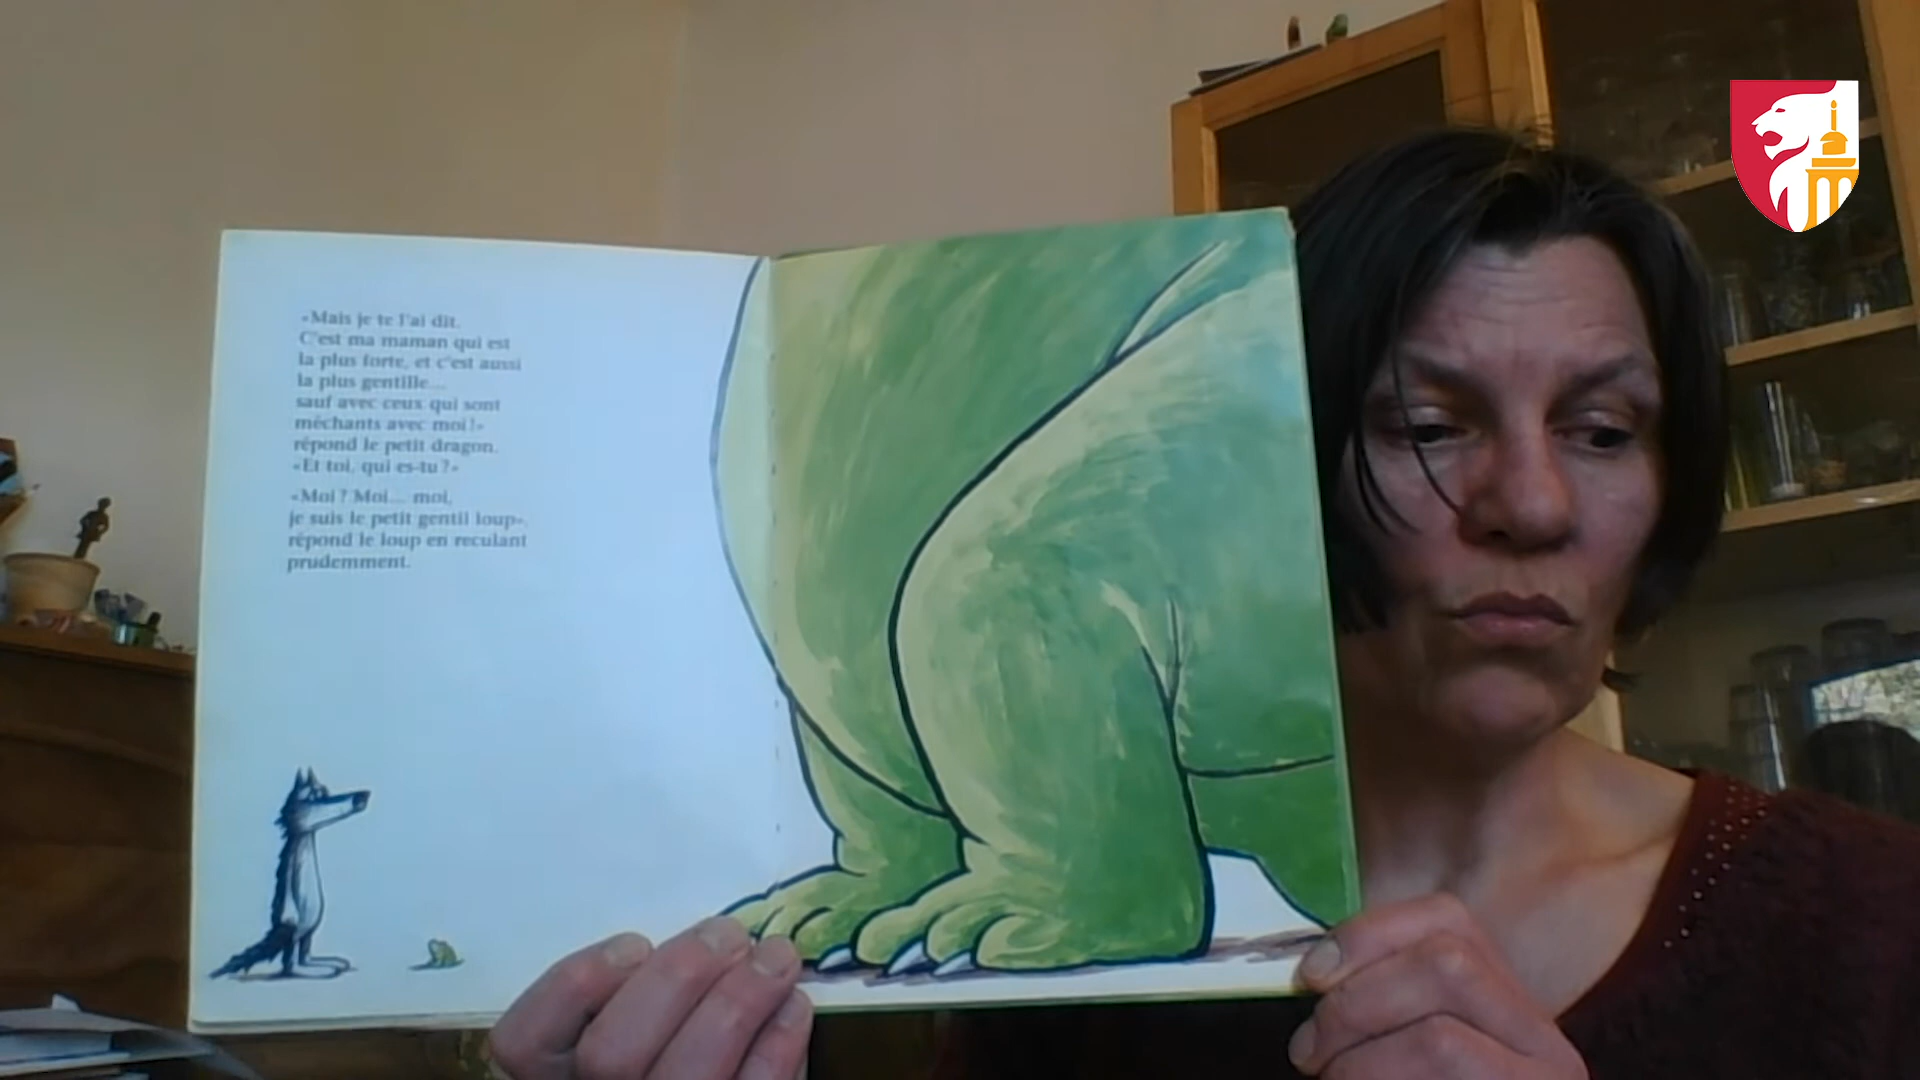 «Mais je te l'ai dit.
C'est ma maman qui est
la plus forte, et c'est aussi
la plus gentille...
sauf avec ceux qui sont
méchants avec moi!»
répond le petit dragon.
«Et toi, qui es-tu?»
«Moi? Moi... moi,
je suis le petit gentil loup»,
répond le loup en reculant
prudemment.